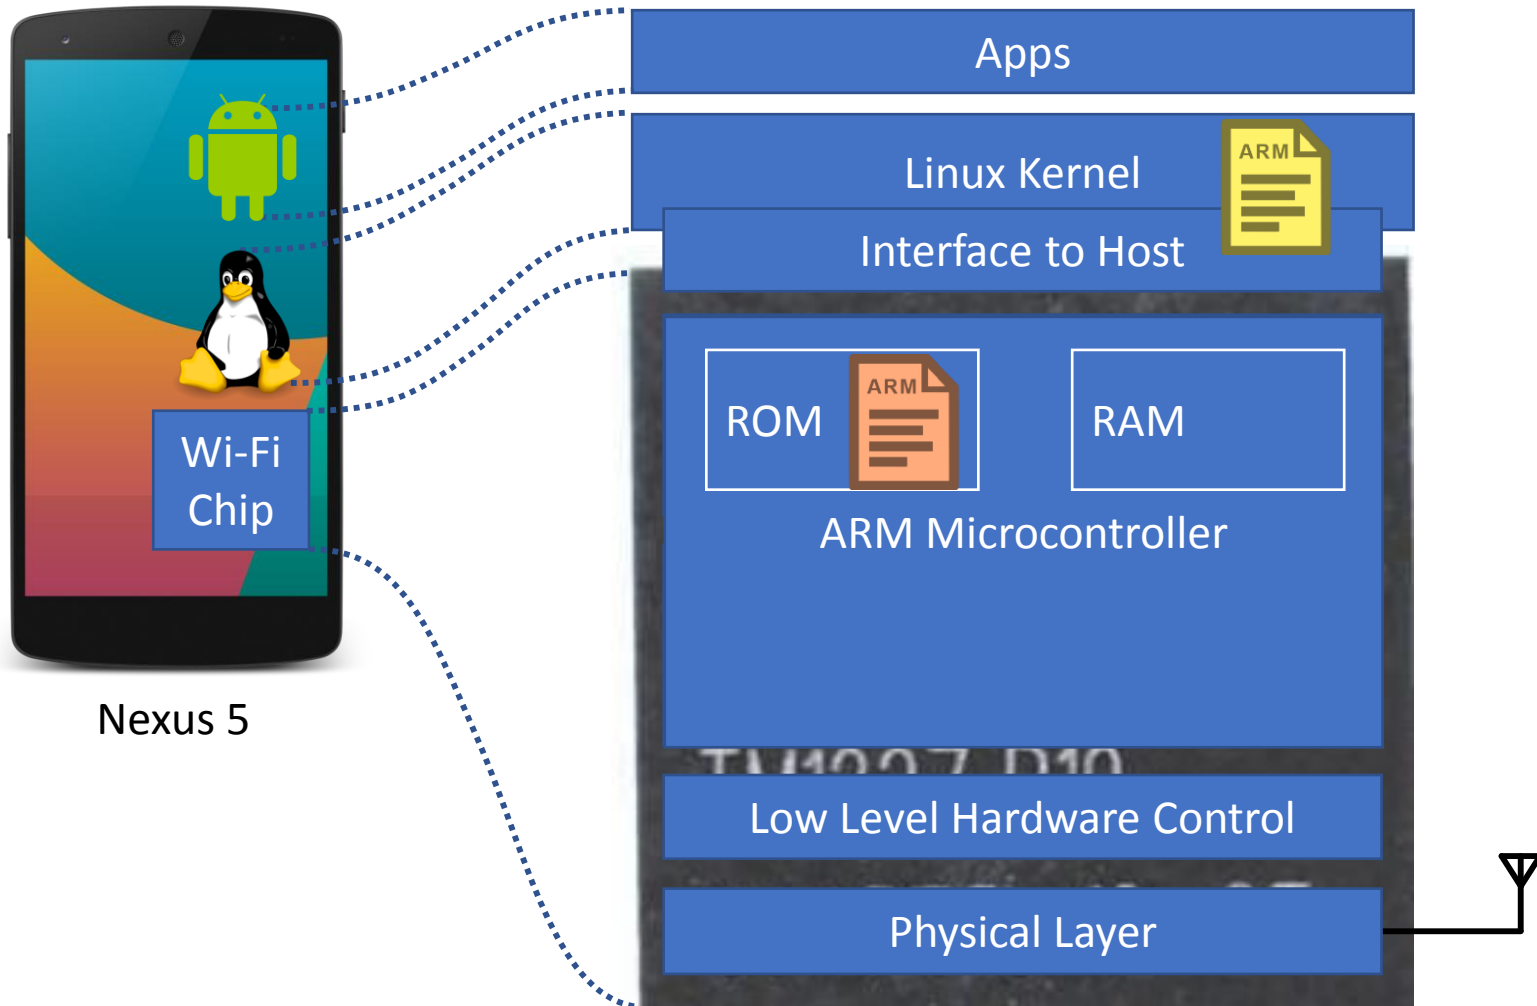 Apps
Linux Kernel
ARM
Interface to Host
ROM
ARM
RAM
ARM Microcontroller
Wi-Fi
Chip
Nexus 5
Low Level Hardware Control
Physical Layer